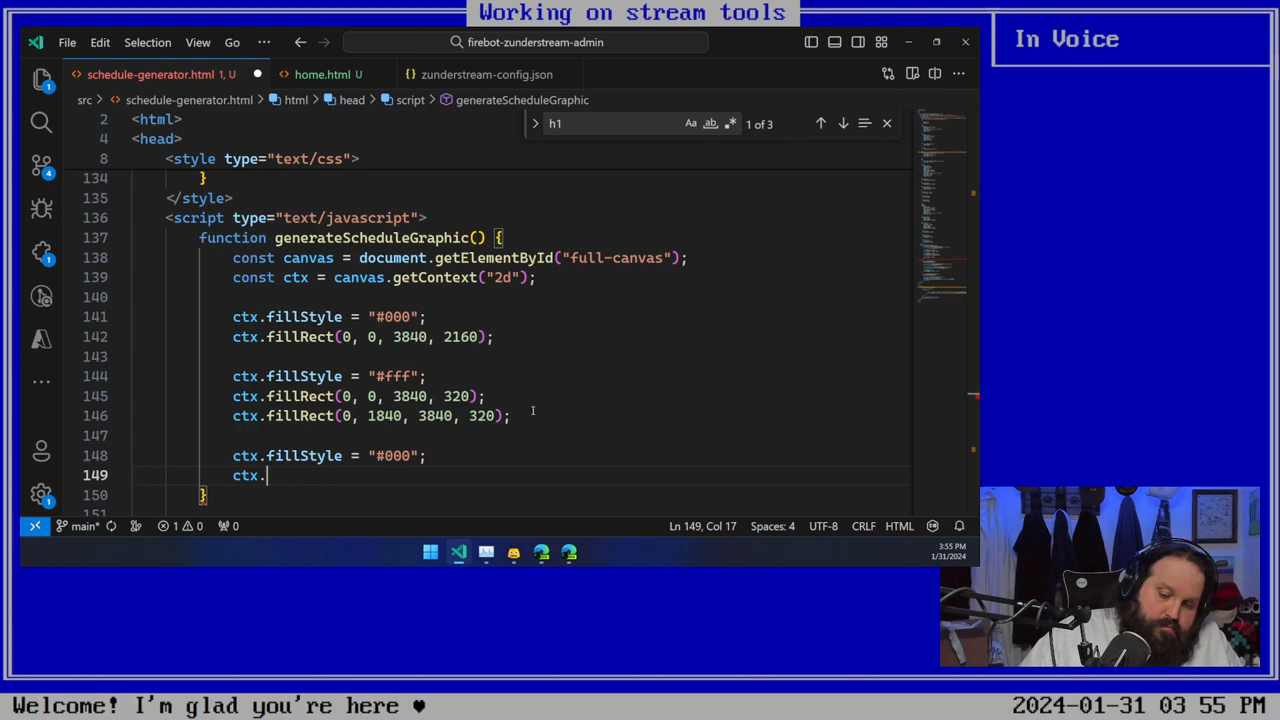 Working on stream tools
In Voice
File Edit Selection View Go
firebot-zunderstream-admin
schedule-generator.html 1, U
home.html U
zunderstream-config.json
src > schedule-generator.html > html > head > script > generateScheduleGraphic
h1
Aa ab 1 of 3
2 <html>
4 <head>
8 <style type="text/css">
134 }
135 </style>
136 <script type="text/javascript">
137 function generateScheduleGraphic() {
138 const canvas = document.getElementById("full-canvas");
139 const ctx = canvas.getContext("2d");
140
141 ctx.fillStyle = "#000";
142 ctx.fillRect(0, 0, 3840, 2160);
143
144 ctx.fillStyle = "#fff";
145 ctx.fillRect(0, 0, 3840, 320);
146 ctx.fillRect(0, 1840, 3840, 320);
147
148 ctx.fillStyle = "#000";
149 ctx.
150 }
151
main* 1 0 0
Ln 149, Col 17 Spaces: 4 UTF-8 CRLF HTML
3:55 PM
1/31/2024
Welcome! I'm glad you're here ♥
2024-01-31 03 55 PM